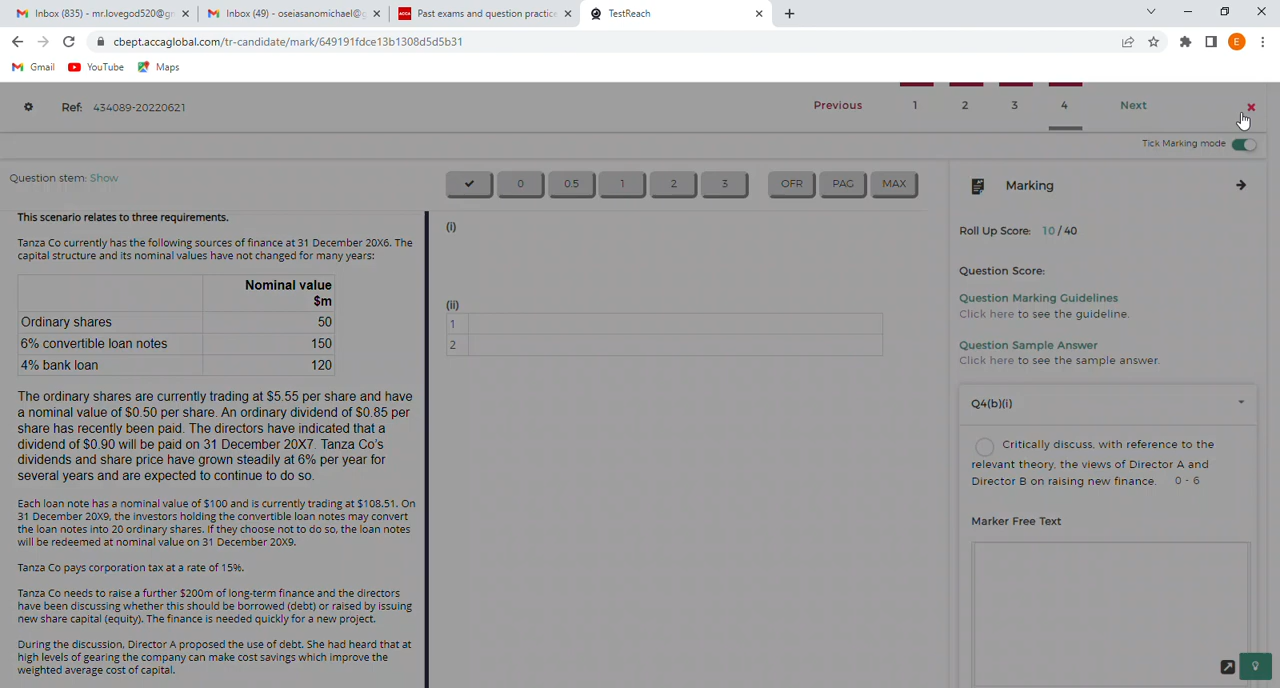 Inbox (835) - mr.lovegod520@gm
Inbox (49) - oseiasanomichael@g
ACCA Past exams and question practice
TestReach
cbept.accaglobal.com/tr-candidate/mark/649191fdce13b1308d5d5b31
E
Gmail
YouTube
Maps
Ref: 434089-20220621
Previous 1 2 3 4 Next
Tick Marking mode
Question stem: Show
0 0.5 1 2 3 OFR PAG MAX
This scenario relates to three requirements.
Tanza Co currently has the following sources of finance at 31 December 20X6. The
capital structure and its nominal values have not changed for many years:
Nominal value
$m
Ordinary shares 50
6% convertible loan notes 150
4% bank loan 120
The ordinary shares are currently trading at $5.55 per share and have
a nominal value of $0.50 per share. An ordinary dividend of $0.85 per
share has recently been paid. The directors have indicated that a
dividend of $0.90 will be paid on 31 December 20X7. Tanza Co's
dividends and share price have grown steadily at 6% per year for
several years and are expected to continue to do so.
Each loan note has a nominal value of $100 and is currently trading at $108.51. On
31 December 20X9, the investors holding the convertible loan notes may convert
the loan notes into 20 ordinary shares. If they choose not to do so, the loan notes
will be redeemed at nominal value on 31 December 20X9.
Tanza Co pays corporation tax at a rate of 15%.
Tanza Co needs to raise a further $200m of long-term finance and the directors
have been discussing whether this should be borrowed (debt) or raised by issuing
new share capital (equity). The finance is needed quickly for a new project.
During the discussion, Director A proposed the use of debt. She had heard that at
high levels of gearing the company can make cost savings which improve the
weighted average cost of capital.
(i)
(ii)
1
2
Marking
Roll Up Score: 10 / 40
Question Score:
Question Marking Guidelines
Click here to see the guideline.
Question Sample Answer
Click here to see the sample answer.
Q4(b)(i)
Critically discuss, with reference to the
relevant theory, the views of Director A and
Director B on raising new finance. 0 - 6
Marker Free Text